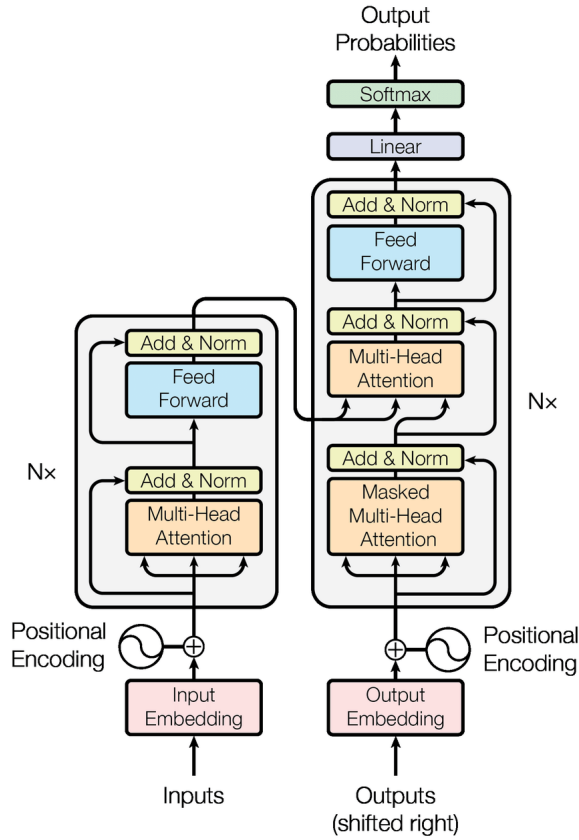 Output
Probabilities
Softmax
Linear
Add & Norm
Feed
Forward
Add & Norm
Multi-Head
Attention
Add & Norm
Masked
Multi-Head
Attention
Nx
Add & Norm
Feed
Forward
Add & Norm
Multi-Head
Attention
Nx
Positional
Encoding
Positional
Encoding
Input
Embedding
Output
Embedding
Inputs
Outputs
(shifted right)